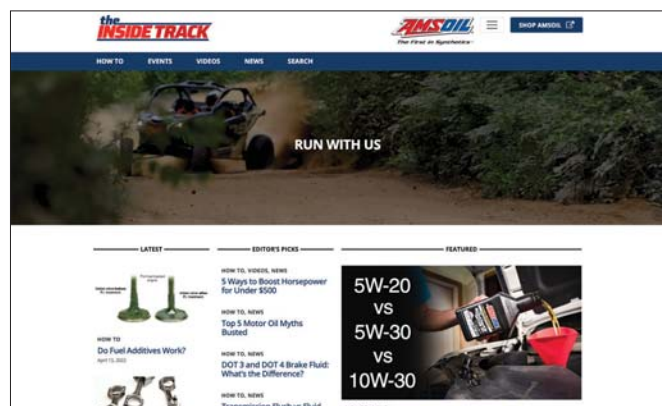 the
INSIDE TRACK
AMSOIL
The First in Synthetics
SHOP AMSOIL
HOW TO EVENTS VIDEOS NEWS SEARCH
RUN WITH US
LATEST
HOW TO
Do Fuel Additives Work?
April 13, 2022
EDITOR'S PICKS
HOW TO, VIDEOS, NEWS
5 Ways to Boost Horsepower
for Under $500
HOW TO, NEWS
Top 5 Motor Oil Myths
Busted
HOW TO, NEWS
DOT 3 and DOT 4 Brake Fluid:
What's the Difference?
HOW TO, NEWS
FEATURED
5W-20
vs
5W-30
vs
10W-30